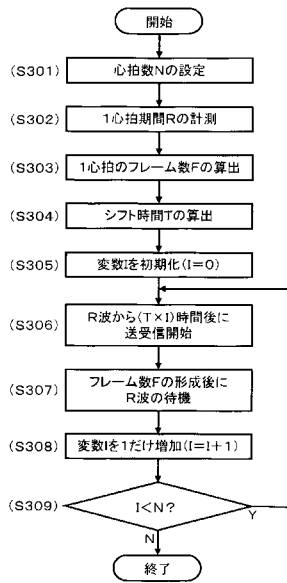 開始
(S301) 心拍数Nの設定
(S302) 1心拍期間Rの計測
(S303) 1心拍のフレーム数Fの算出
(S304) シフト時間Tの算出
(S305) 変数Iを初期化(I=0)
(S306) R波から(T×I)時間後に
送受信開始
(S307) フレーム数Fの形成後に
R波の待機
(S308) 変数Iを1だけ増加(I=I+1)
(S309) I<N?
Y
N
終了